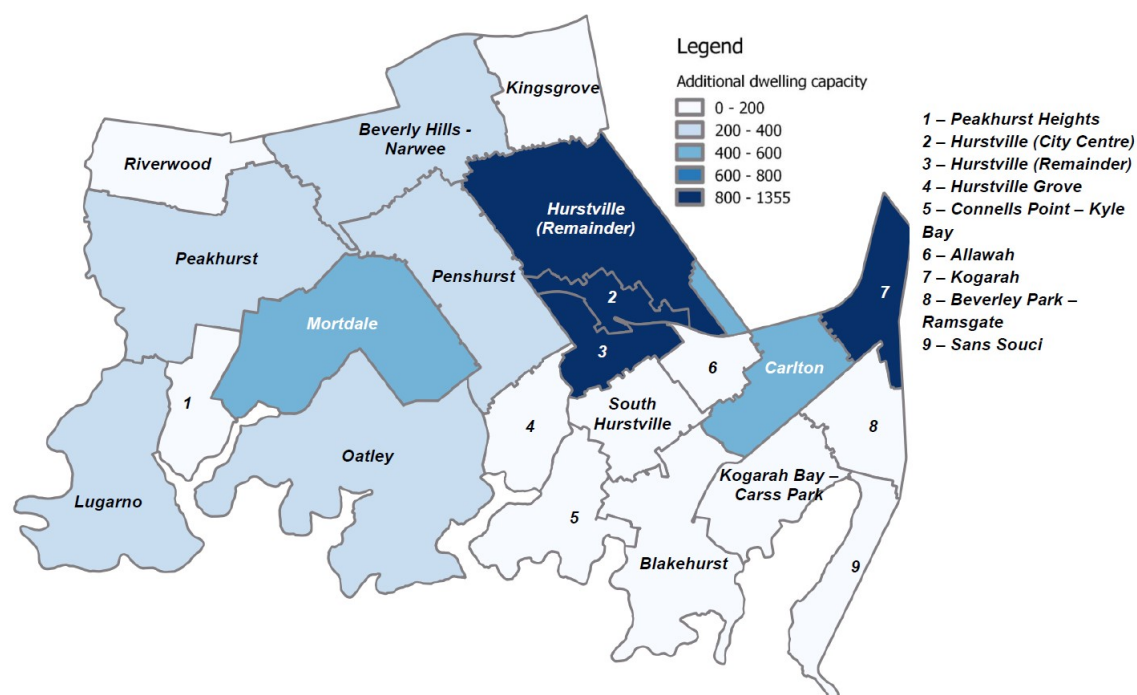 Legend
Additional dwelling capacity
0 - 200
200 - 400
400 - 600
600 - 800
800 - 1355
1 – Peakhurst Heights
2 – Hurstville (City Centre)
3 – Hurstville (Remainder)
4 – Hurstville Grove
5 – Connells Point – Kyle
Bay
6 – Allawah
7 – Kogarah
8 – Beverley Park –
Ramsgate
9 – Sans Souci
Kingsgrove
Beverly Hills -
Narwee
Riverwood
Hurstville
(Remainder)
Peakhurst
Penshurst
2
7
Mortdale
3
6
Carlton
1
South
Hurstville
4
8
Oatley
Kogarah Bay –
Carss Park
Lugarno
5
Blakehurst
9